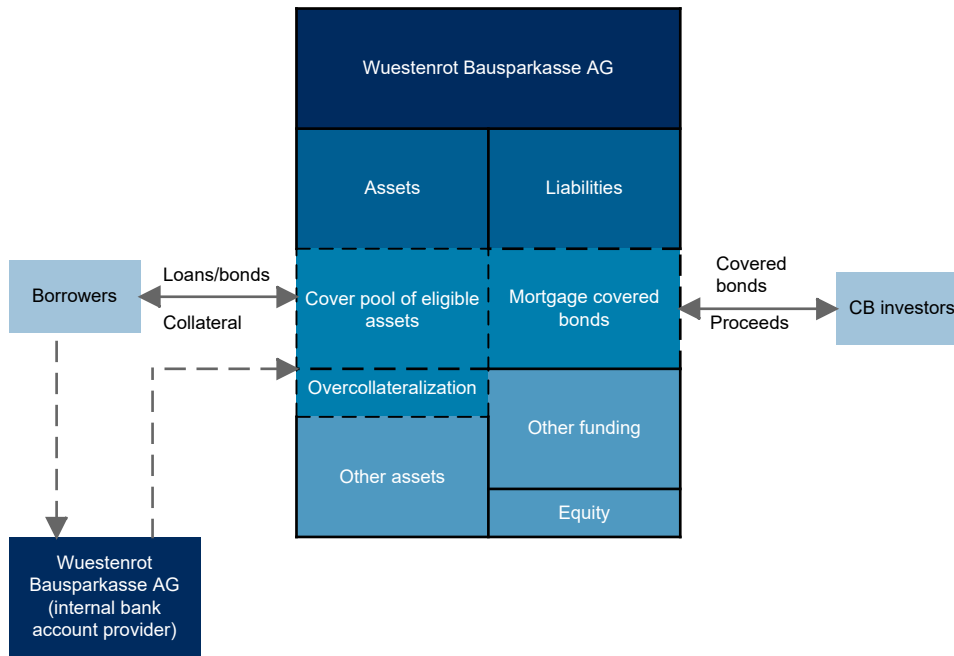 Wuestenrot Bausparkasse AG
Assets
Liabilities
Borrowers
Loans/bonds
Collateral
Cover pool of eligible
assets
Mortgage covered
bonds
Covered
bonds
Proceeds
CB investors
Overcollateralization
Other funding
Other assets
Equity
Wuestenrot
Bausparkasse AG
(internal bank
account provider)